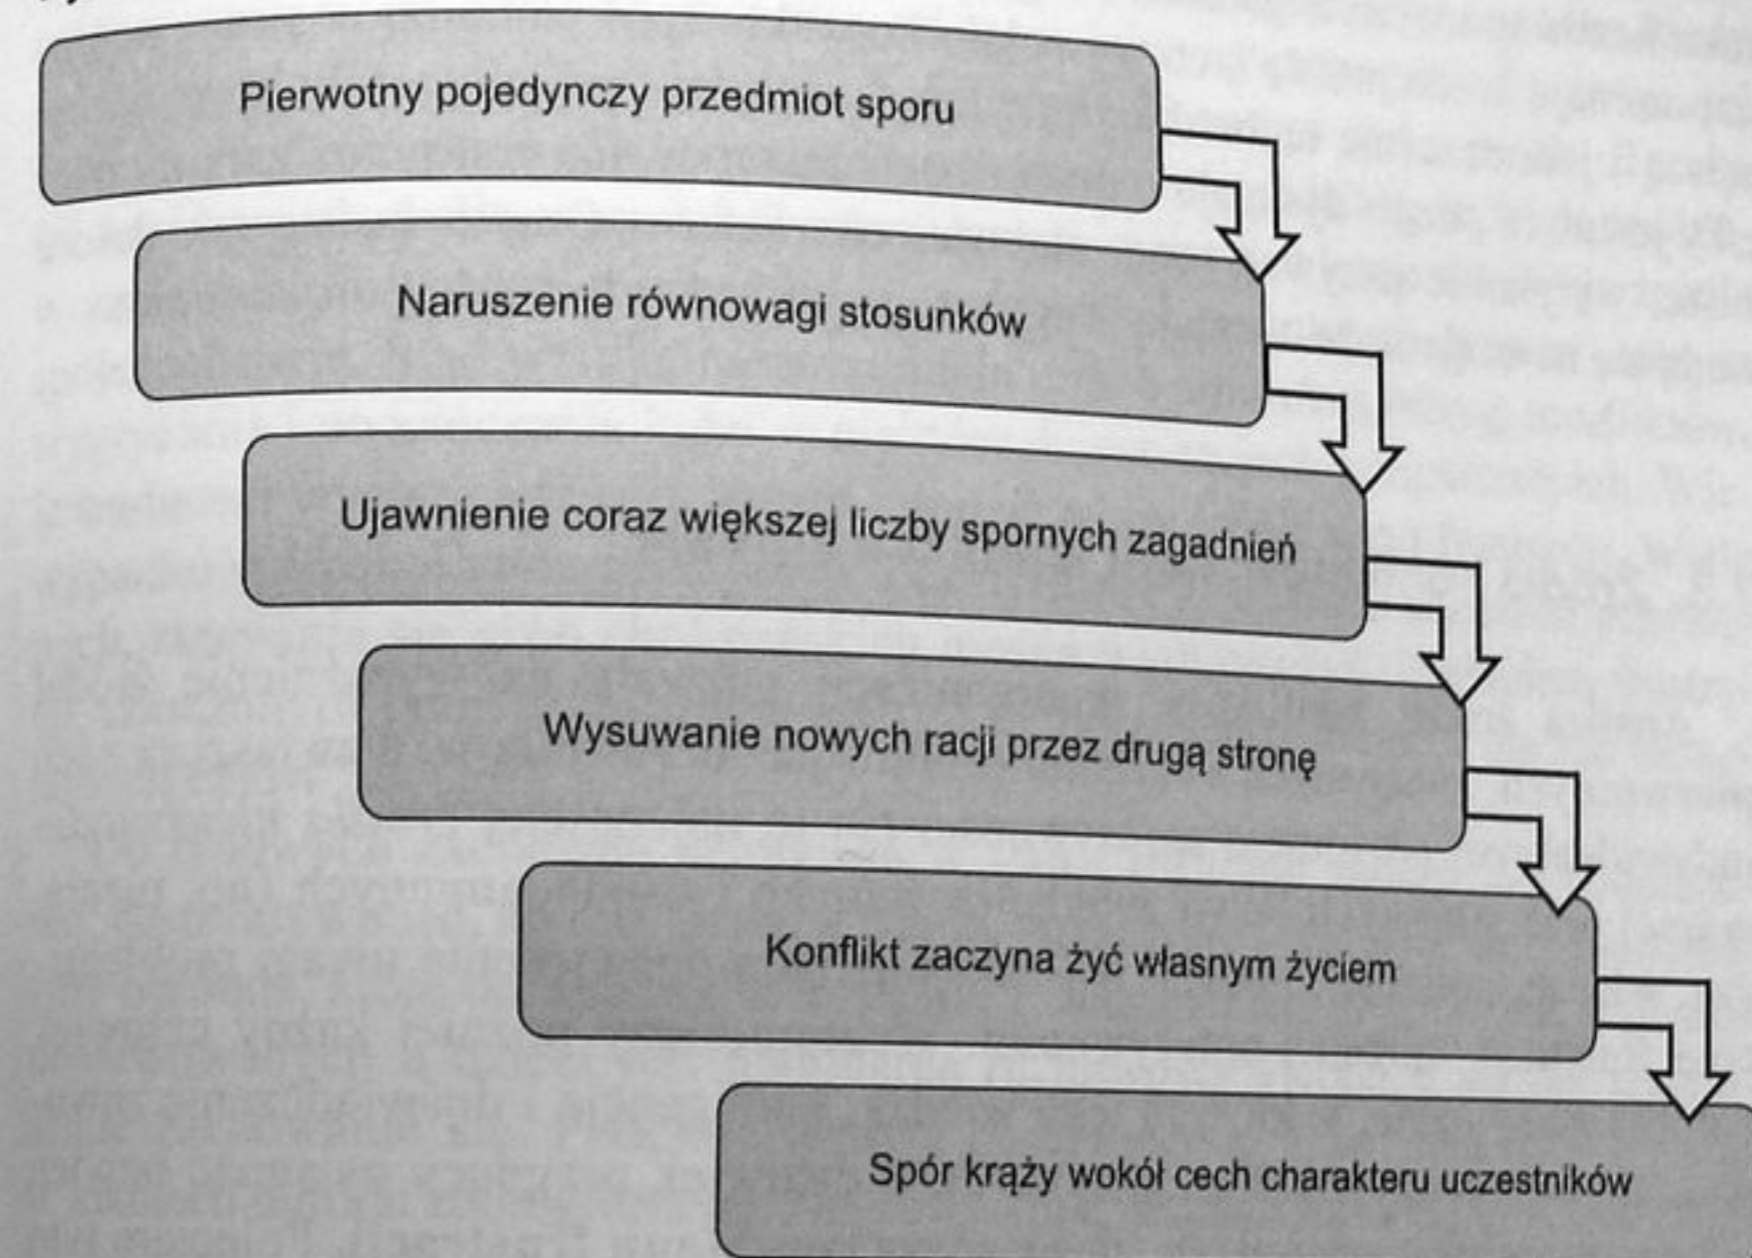 Pierwotny pojedynczy przedmiot sporu
Naruszenie równowagi stosunków
Ujawnienie coraz większej liczby spornych zagadnień
Wysuwanie nowych racji przez drugą stronę
Konflikt zaczyna żyć własnym życiem
Spór krąży wokół cech charakteru uczestników